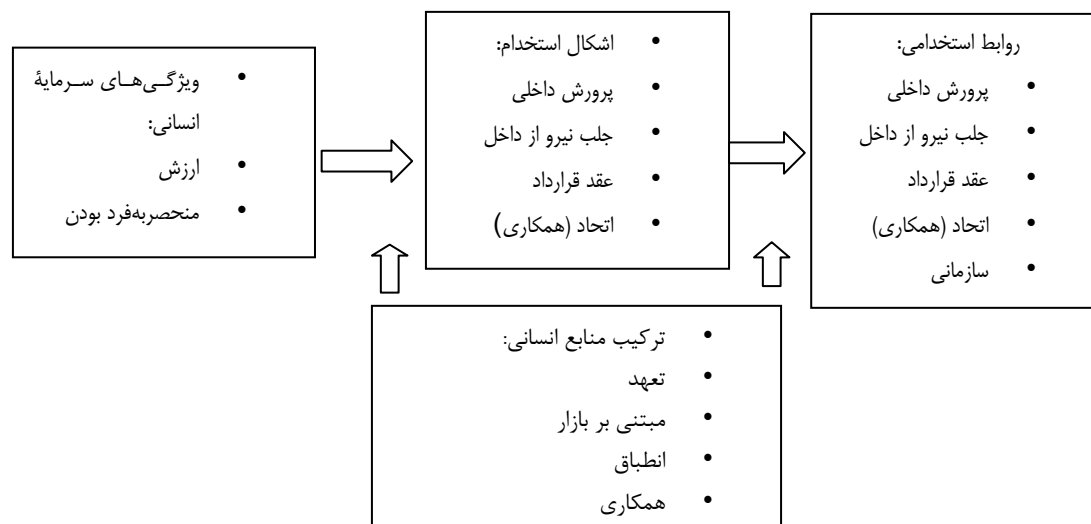 روابط استخدامی:
• پرورش داخلی
• جلب نیرو از داخل
• عقد قرارداد
• اتحاد (همکاری)
• سازمانی
• اشکال استخدام:
پرورش داخلی
جلب نیرو از داخل
عقد قرارداد
• اتحاد (همکاری)
• ویژگی‌های سرمایۀ
انسانی:
• ارزش
• منحصربه‌فرد بودن
• ترکیب منابع انسانی:
• تعهد
• مبتنی بر بازار
• انطباق
• همکاری